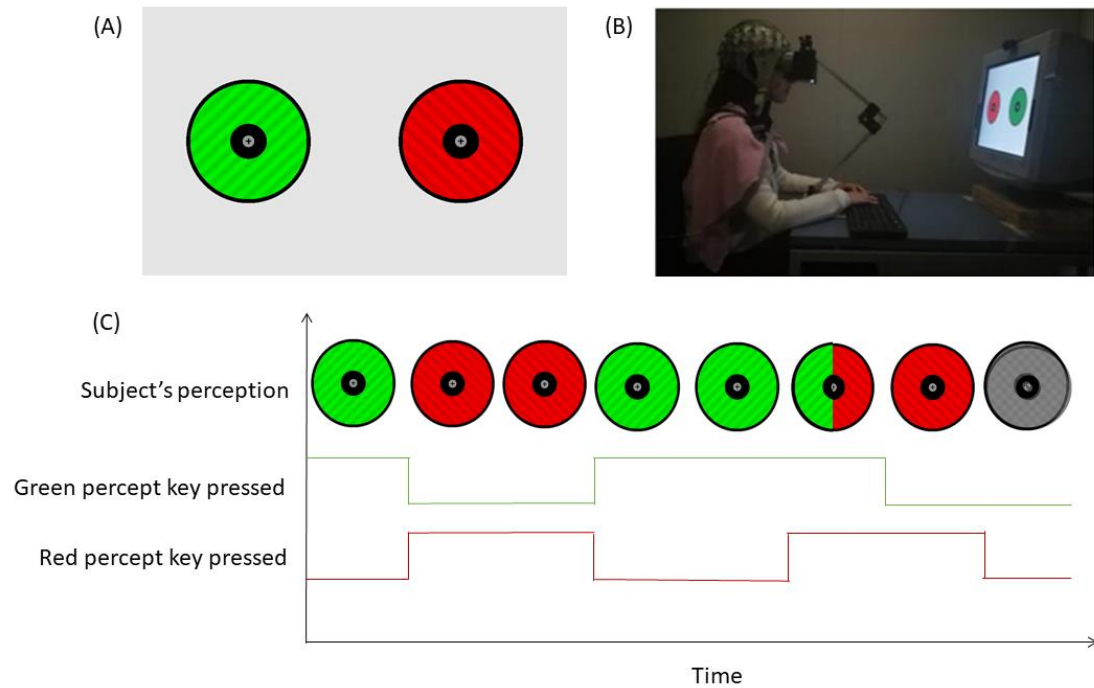 (A)
(B)
(C)
Subject's perception
Green percept key pressed
Red percept key pressed
Time